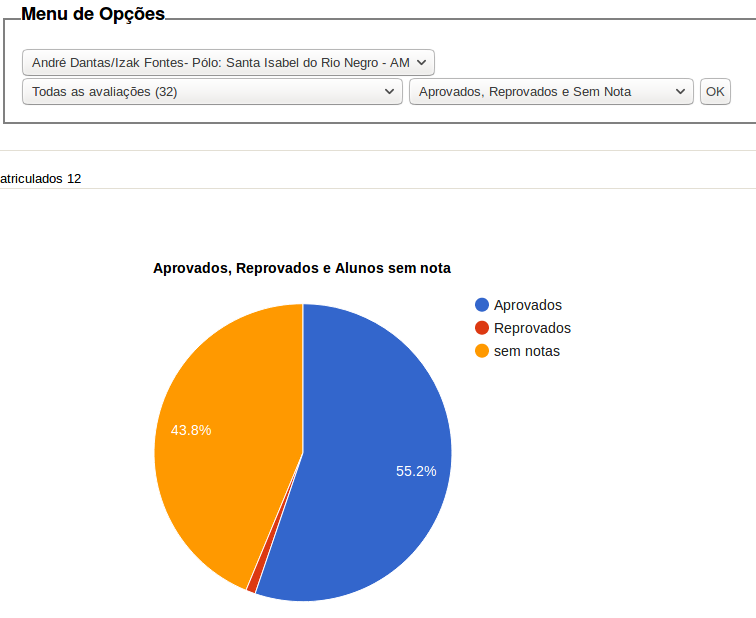 Menu de Opções
André Dantas/Izak Fontes- Pólo: Santa Isabel do Rio Negro - AM
Todas as avaliações (32) Aprovados, Reprovados e Sem Nota OK
atriculados 12
Aprovados, Reprovados e Alunos sem nota
Aprovados
Reprovados
sem notas
43.8%
55.2%